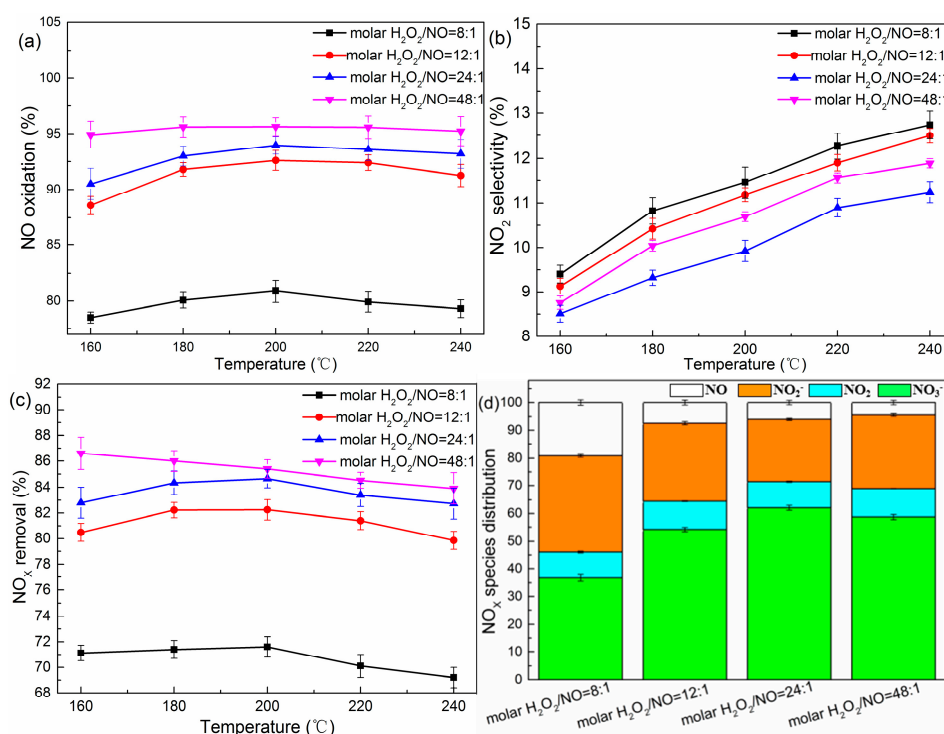 (a)
105
100
95
90
85
80
NO oxidation (%)
molar H₂O₂/NO=8:1
molar H₂O₂/NO=12:1
molar H₂O₂/NO=24:1
molar H₂O₂/NO=48:1
160 180 200 220 240
Temperature (℃)
(b)
15
14
13
12
11
10
9
8
NO₂ selectivity (%)
molar H₂O₂/NO=8:1
molar H₂O₂/NO=12:1
molar H₂O₂/NO=24:1
molar H₂O₂/NO=48:1
160 180 200 220 240
Temperature (℃)
(c)
92
90
88
86
84
82
80
78
76
74
72
70
68
NOₓ removal (%)
molar H₂O₂/NO=8:1
molar H₂O₂/NO=12:1
molar H₂O₂/NO=24:1
molar H₂O₂/NO=48:1
160 180 200 220 240
Temperature (℃)
NO NO₂⁻ NO₂ NO₃⁻
(d)
100
90
80
70
60
50
40
30
20
10
0
NOₓ species distribution
molar H₂O₂/NO=8:1
molar H₂O₂/NO=12:1
molar H₂O₂/NO=24:1
molar H₂O₂/NO=48:1